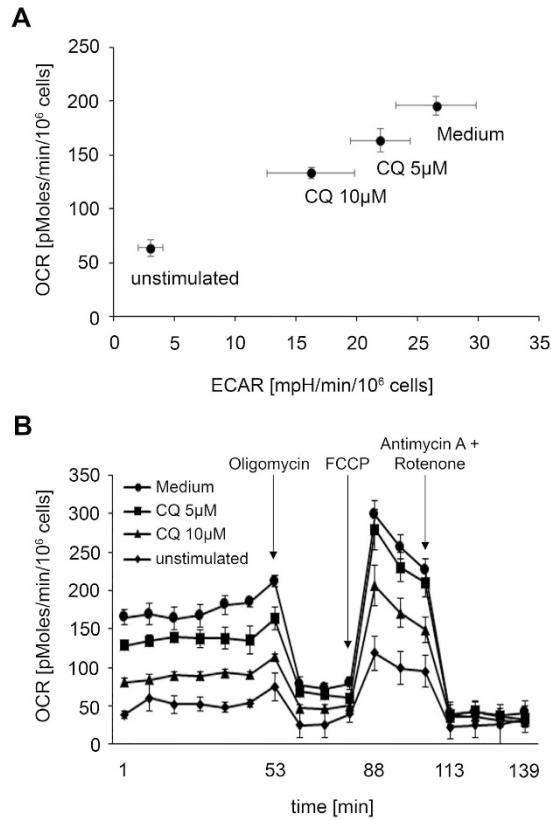 A
250
200
150
100
50
0
OCR [pMoles/min/10⁶ cells]
Medium
CQ 5µM
CQ 10µM
unstimulated
0 5 10 15 20 25 30 35
ECAR [mpH/min/10⁶ cells]
B
Antimycin A +
Oligomycin FCCP Rotenone
350
300
250
200
150
100
50
0
OCR [pMoles/min/10⁶ cells]
Medium
CQ 5µM
CQ 10µM
unstimulated
1 53 88 113 139
time [min]